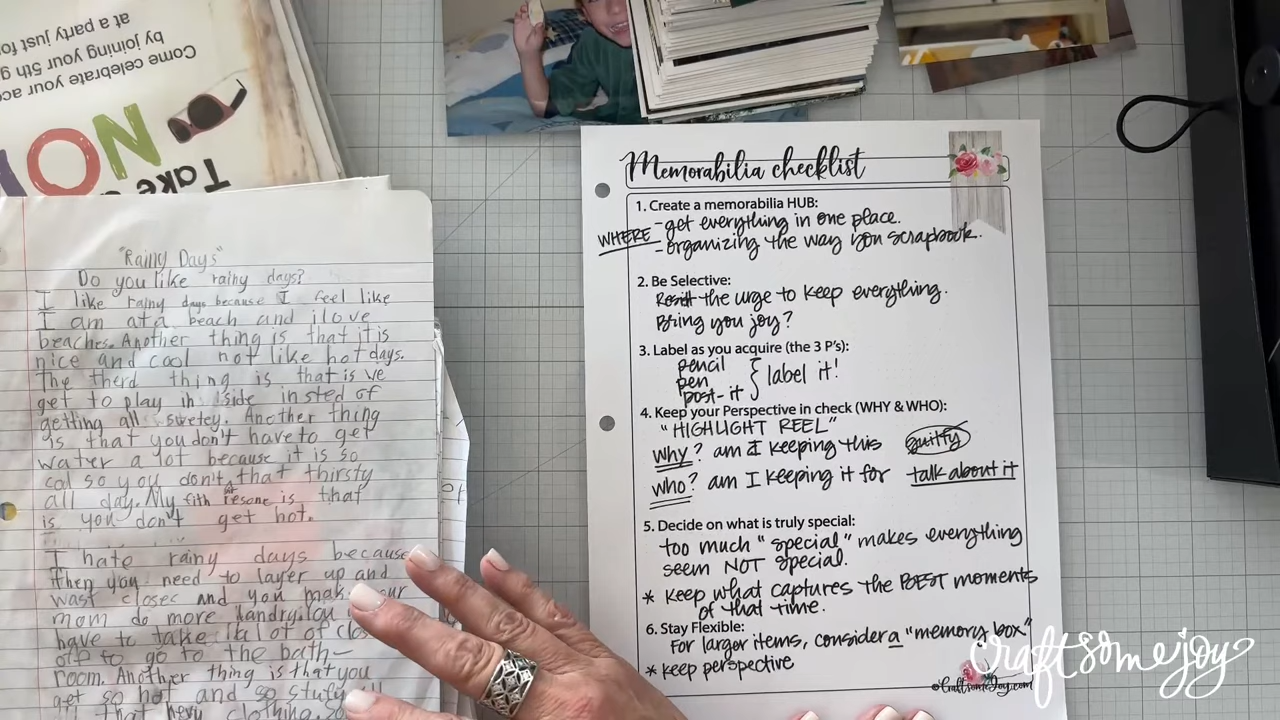 Come celebrate your
by joining your 5th g
at a party just fo
NO
Take
"Rainy Days"
Do you like rainy days?
I like rainy days because I feel like
I am at a beach and i love
beaches. Another thing is that it is
nice and cool not like hot days.
The therd thing is that is we
get to play in side insted of
getting all swetey. Another thing
is that you don't have to get
water a lot because it is so
col so you don't that thirsty
all day. My fith resone is that
is you don't get hot.
I hate rainy days because
then you need to layer up and
wast closes and you make your
mom do more landry. You
have to take lalot of clos
off to go to the bath-
room. Another thing is that you
get so hot and so stufy
that hevy clothing. So
Memorabilia checklist
1. Create a memorabilia HUB:
WHERE - get everything in one place.
- organizing the way you scrapbook.
2. Be Selective:
Resist the urge to keep everything.
Bring you joy?
3. Label as you acquire (the 3 P's):
pencil
pen
post-it
label it!
4. Keep your Perspective in check (WHY & WHO):
"HIGHLIGHT REEL"
why? am I keeping this guilty
who? am I keeping it for talk about it
5. Decide on what is truly special:
too much "special" makes everything
seem NOT special.
* keep what captures the BEST moments
of that time.
6. Stay Flexible:
For larger items, consider a "memory box"
* keep perspective
©CraftsomeJoy.com
craftsomejoy